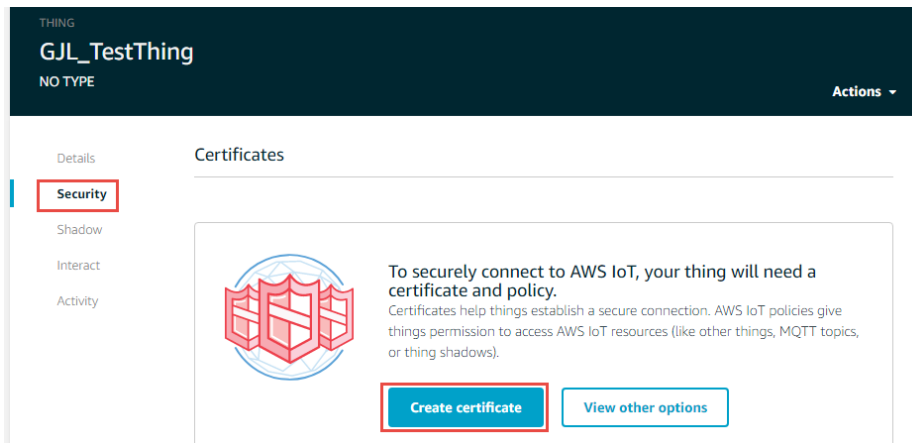 THING
GJL_TestThing
NO TYPE
Actions
Details
Security
Shadow
Interact
Activity
Certificates
To securely connect to AWS IoT, your thing will need a
certificate and policy.
Certificates help things establish a secure connection. AWS IoT policies give
things permission to access AWS IoT resources (like other things, MQTT topics,
or thing shadows).
Create certificate
View other options